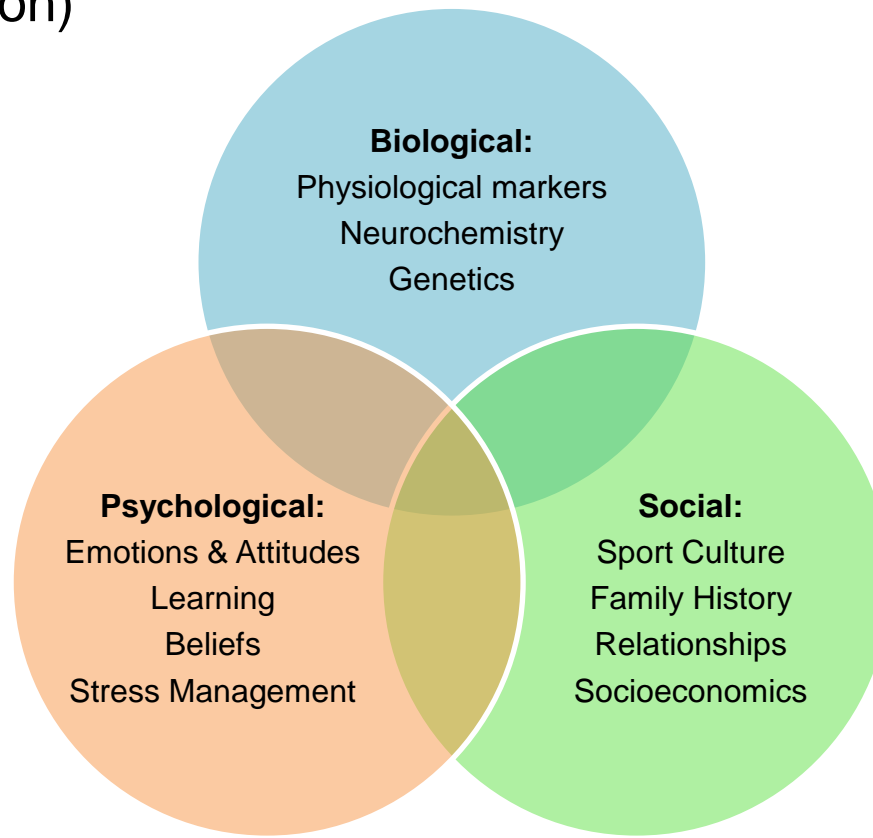 on)
Biological:
Physiological markers
Neurochemistry
Genetics
Psychological:
Emotions & Attitudes
Learning
Beliefs
Stress Management
Social:
Sport Culture
Family History
Relationships
Socioeconomics